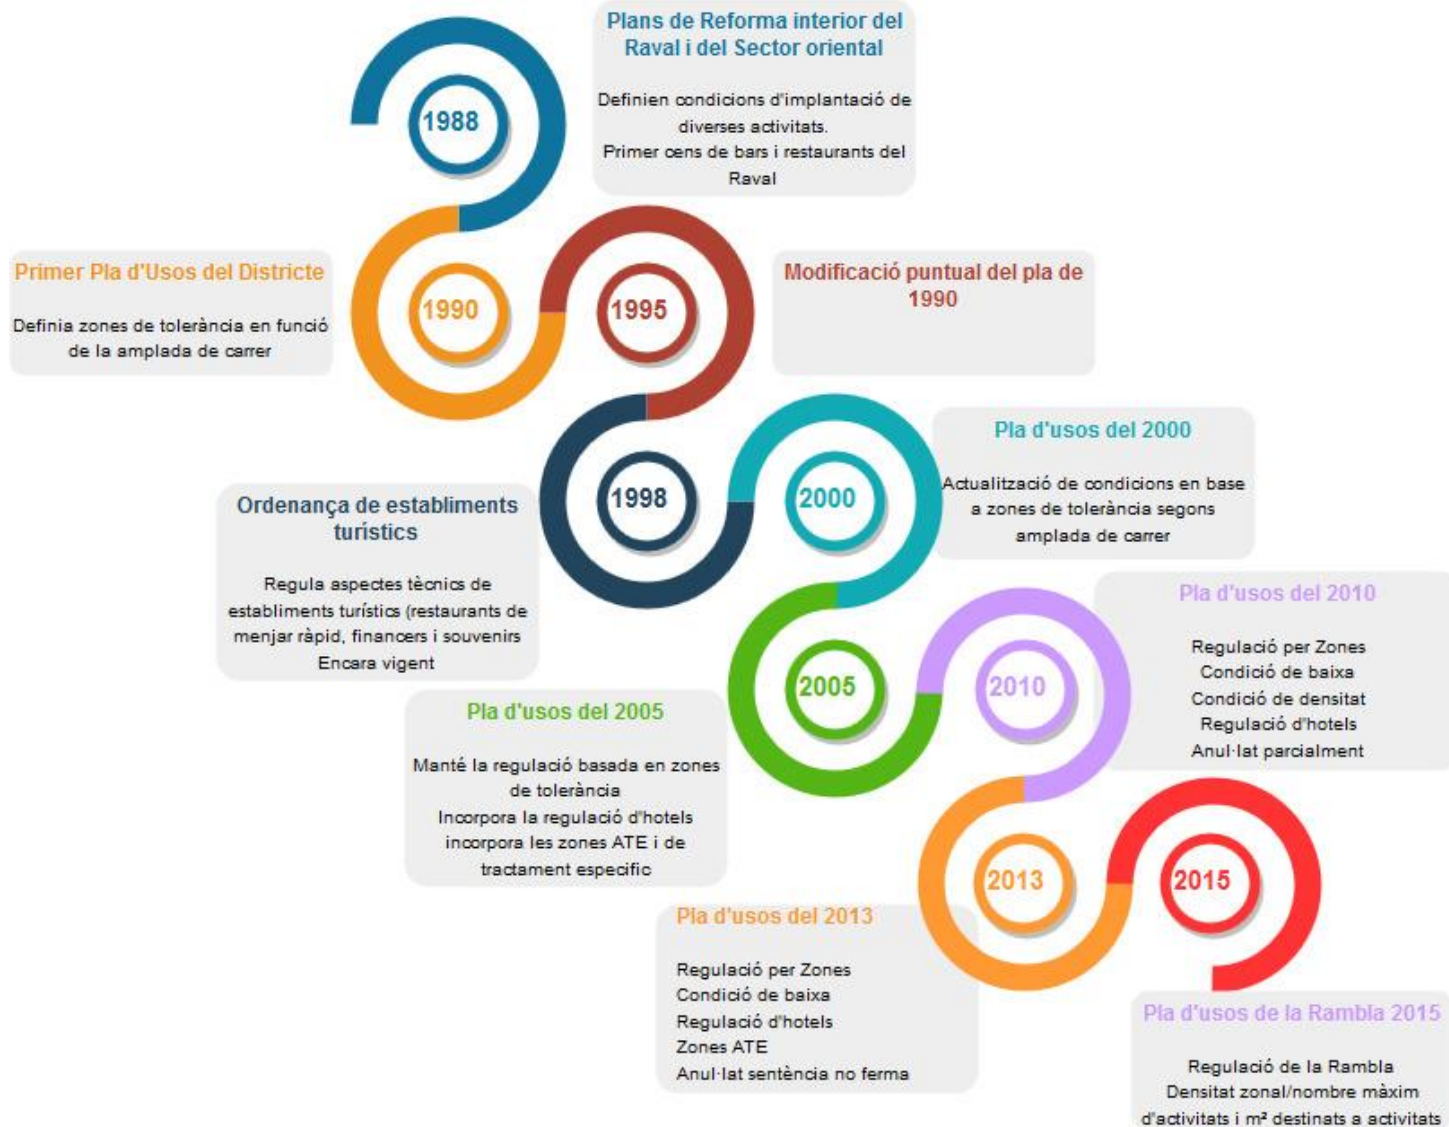 Plans de Reforma interior del
Raval i del Sector oriental
Definien condicions d'implantació de
diverses activitats.
Primer cens de bars i restaurants del
Raval
1988
Primer Pla d'Usos del Districte
Definia zones de tolerància en funció
de la amplada de carrer
1990
1995
Modificació puntual del pla de
1990
Ordenança de establiments
turístics
Regula aspectes tècnics de
establiments turístics (restaurants de
menjar ràpid, financers i souvenirs
Encara vigent
1998
2000
Pla d'usos del 2000
Actualització de condicions en base
a zones de tolerància segons
amplada de carrer
Pla d'usos del 2005
Manté la regulació basada en zones
de tolerància
Incorpora la regulació d'hotels
incorpora les zones ATE i de
tractament especific
2005
2010
Pla d'usos del 2010
Regulació per Zones
Condició de baixa
Condició de densitat
Regulació d'hotels
Anul·lat parcialment
Pla d'usos del 2013
Regulació per Zones
Condició de baixa
Regulació d'hotels
Zones ATE
Anul·lat sentència no ferma
2013
2015
Pla d'usos de la Rambla 2015
Regulació de la Rambla
Densitat zonal/nombre màxim
d'activitats i m² destinats a activitats